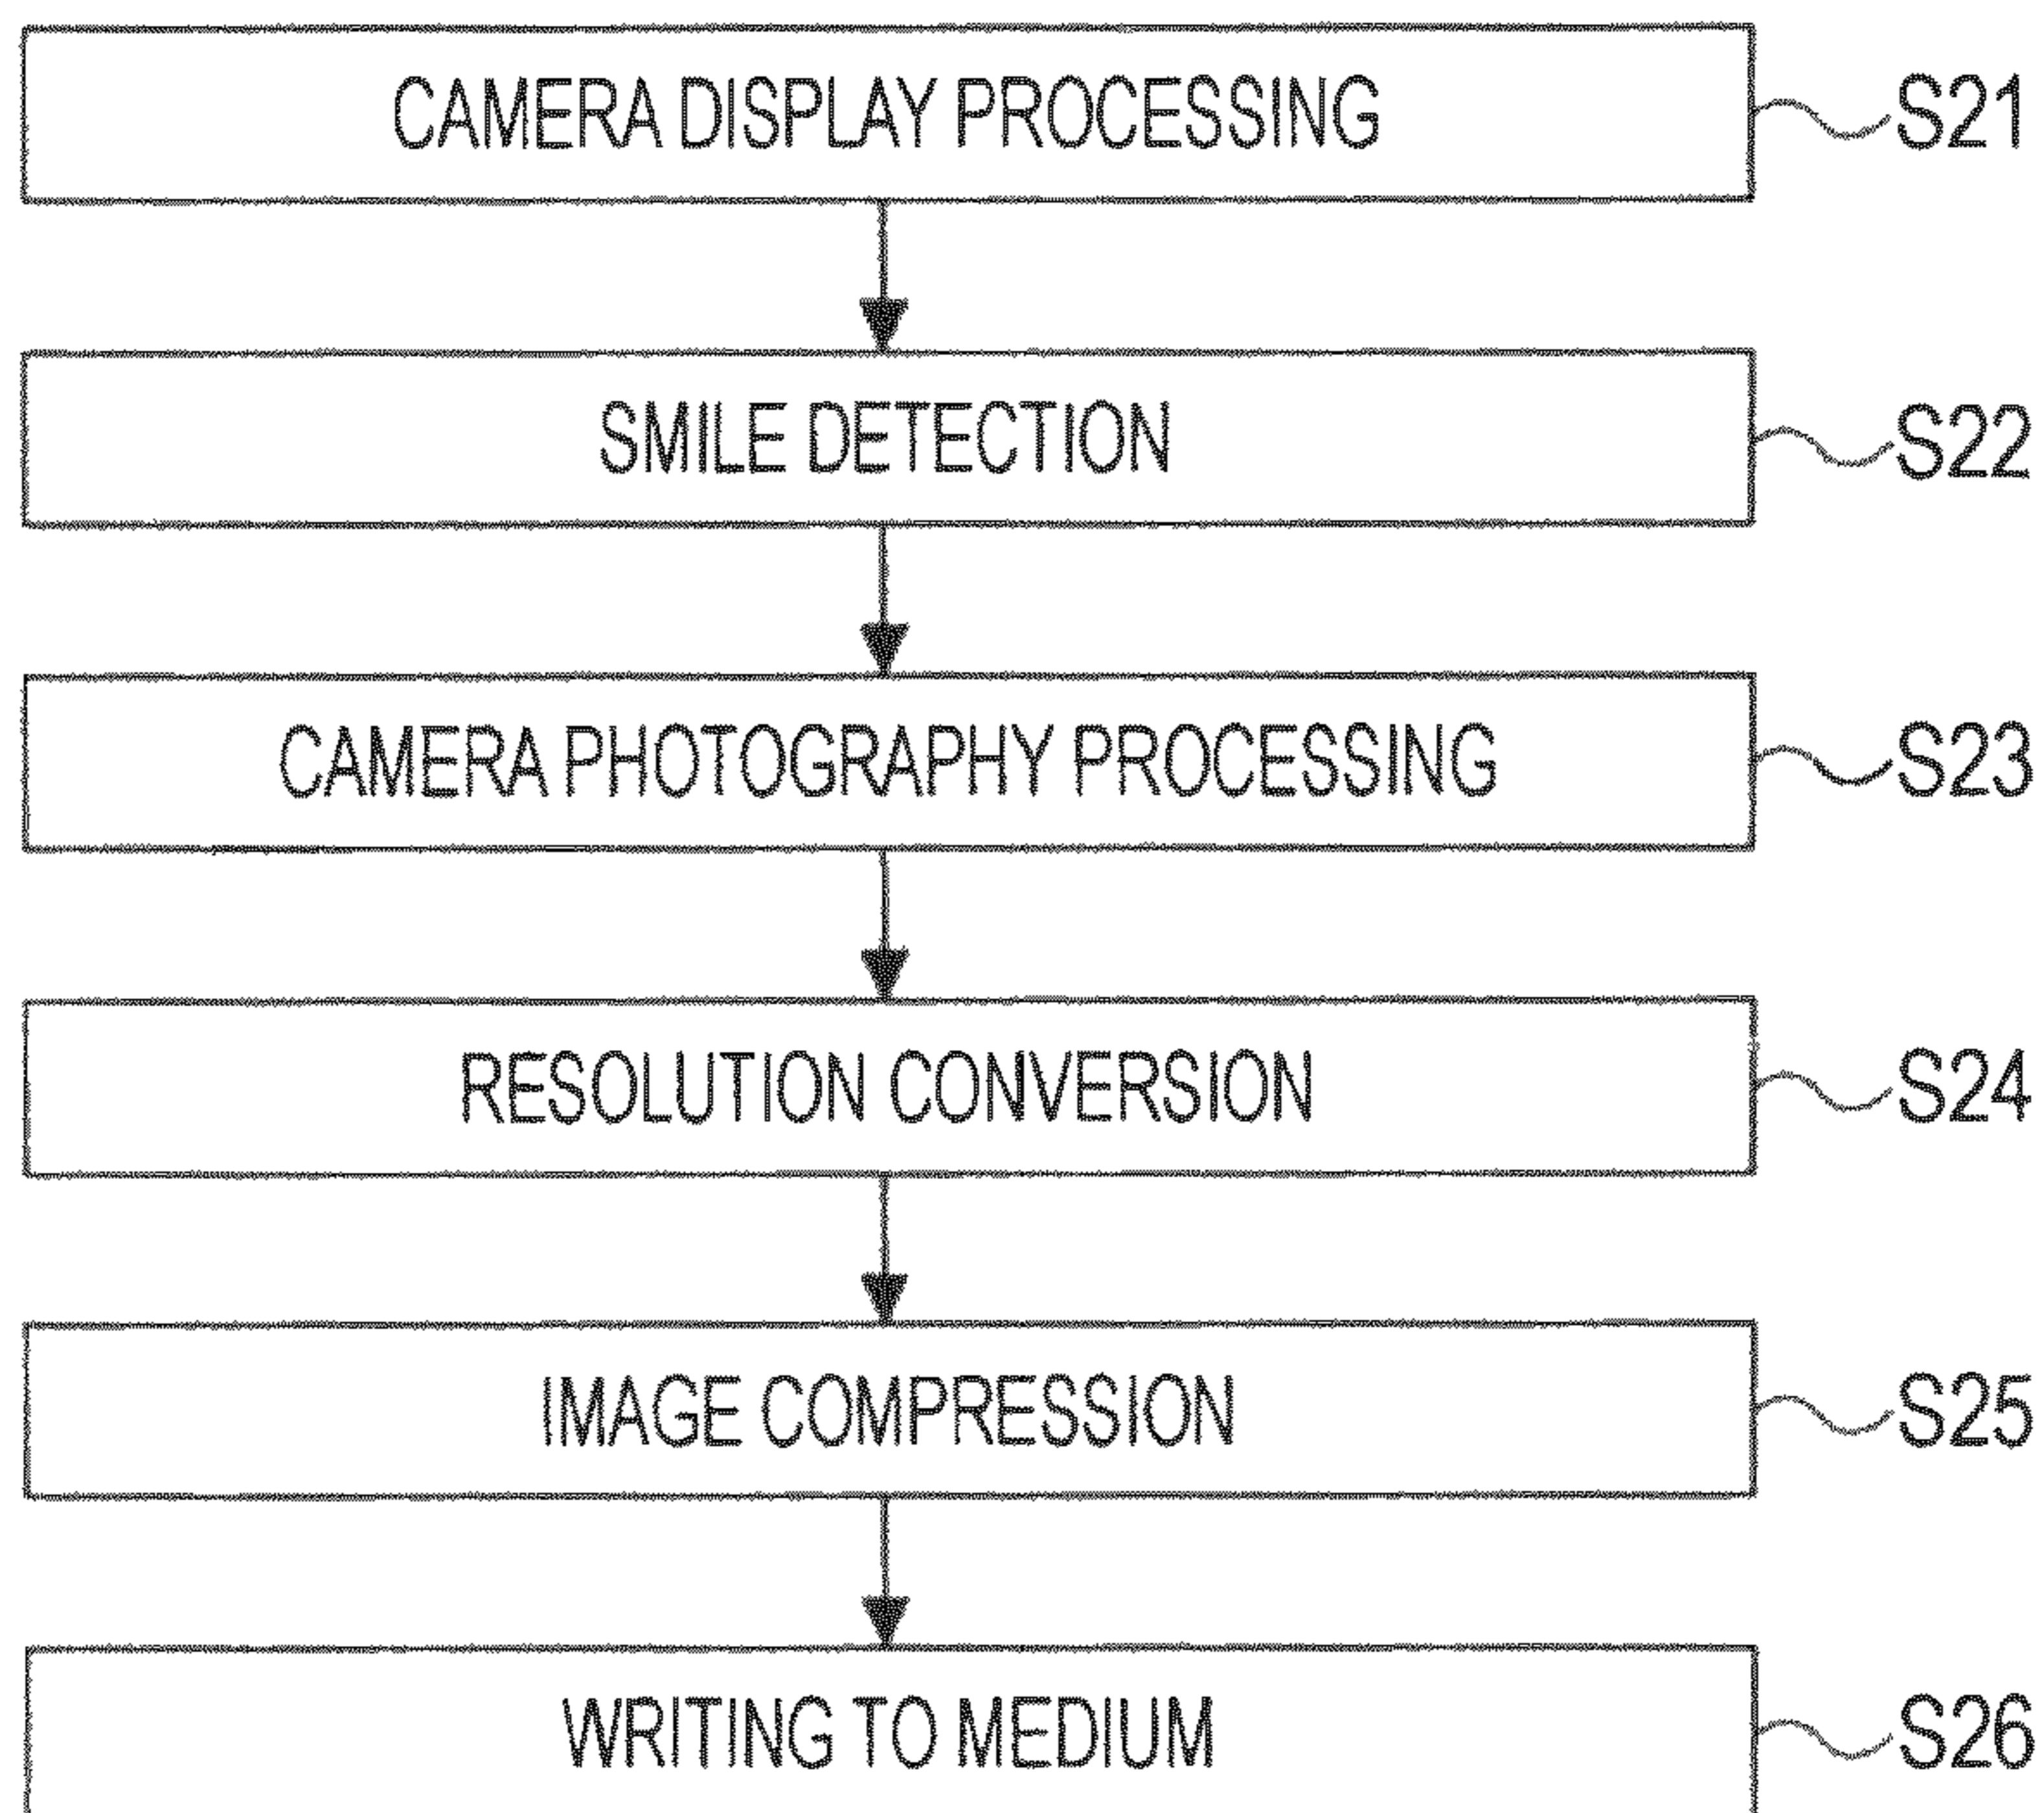 CAMERA DISPLAY PROCESSING S21
SMILE DETECTION S22
CAMERA PHOTOGRAPHY PROCESSING S23
RESOLUTION CONVERSION S24
IMAGE COMPRESSION S25
WRITING TO MEDIUM S26